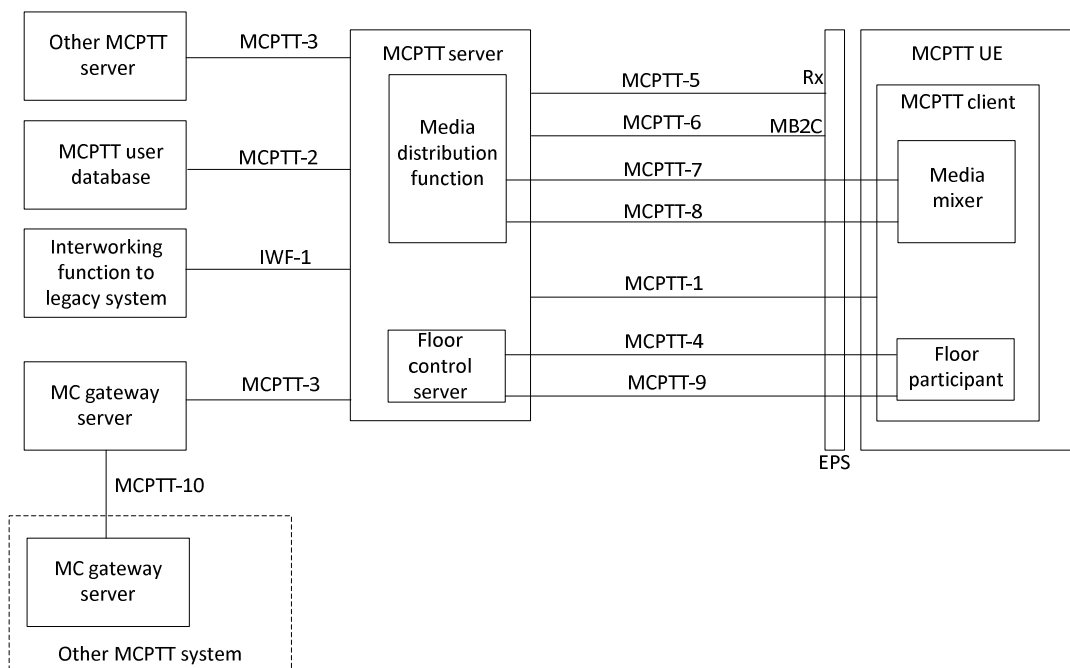 Other MCPTT
server
MCPTT-3
MCPTT user
database
MCPTT-2
Interworking
function to
legacy system
IWF-1
MC gateway
server
MCPTT-3
MCPTT-10
MC gateway
server
Other MCPTT system
MCPTT server
Media
distribution
function
Floor
control
server
MCPTT-5
Rx
MCPTT-6
MB2C
MCPTT-7
MCPTT-8
MCPTT-1
MCPTT-4
MCPTT-9
EPS
MCPTT UE
MCPTT client
Media
mixer
Floor
participant